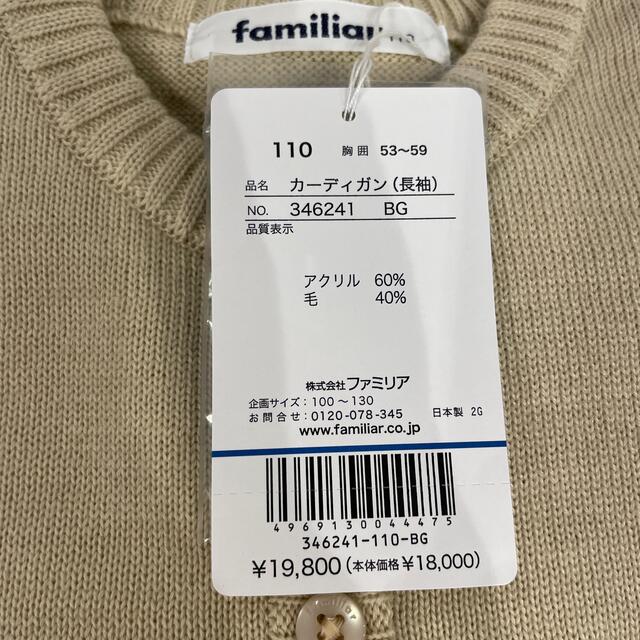 familiar 110
110 胸囲 53〜59
品名 カーディガン(長袖)
NO. 346241 BG
品質表示
アクリル 60%
毛 40%
株式会社ファミリア
企画サイズ:100〜130
お問合せ:0120-078-345 日本製 2G
www.familiar.co.jp
4969130044475
346241-110-BG
¥19,800(本体価格¥18,000)
familiar